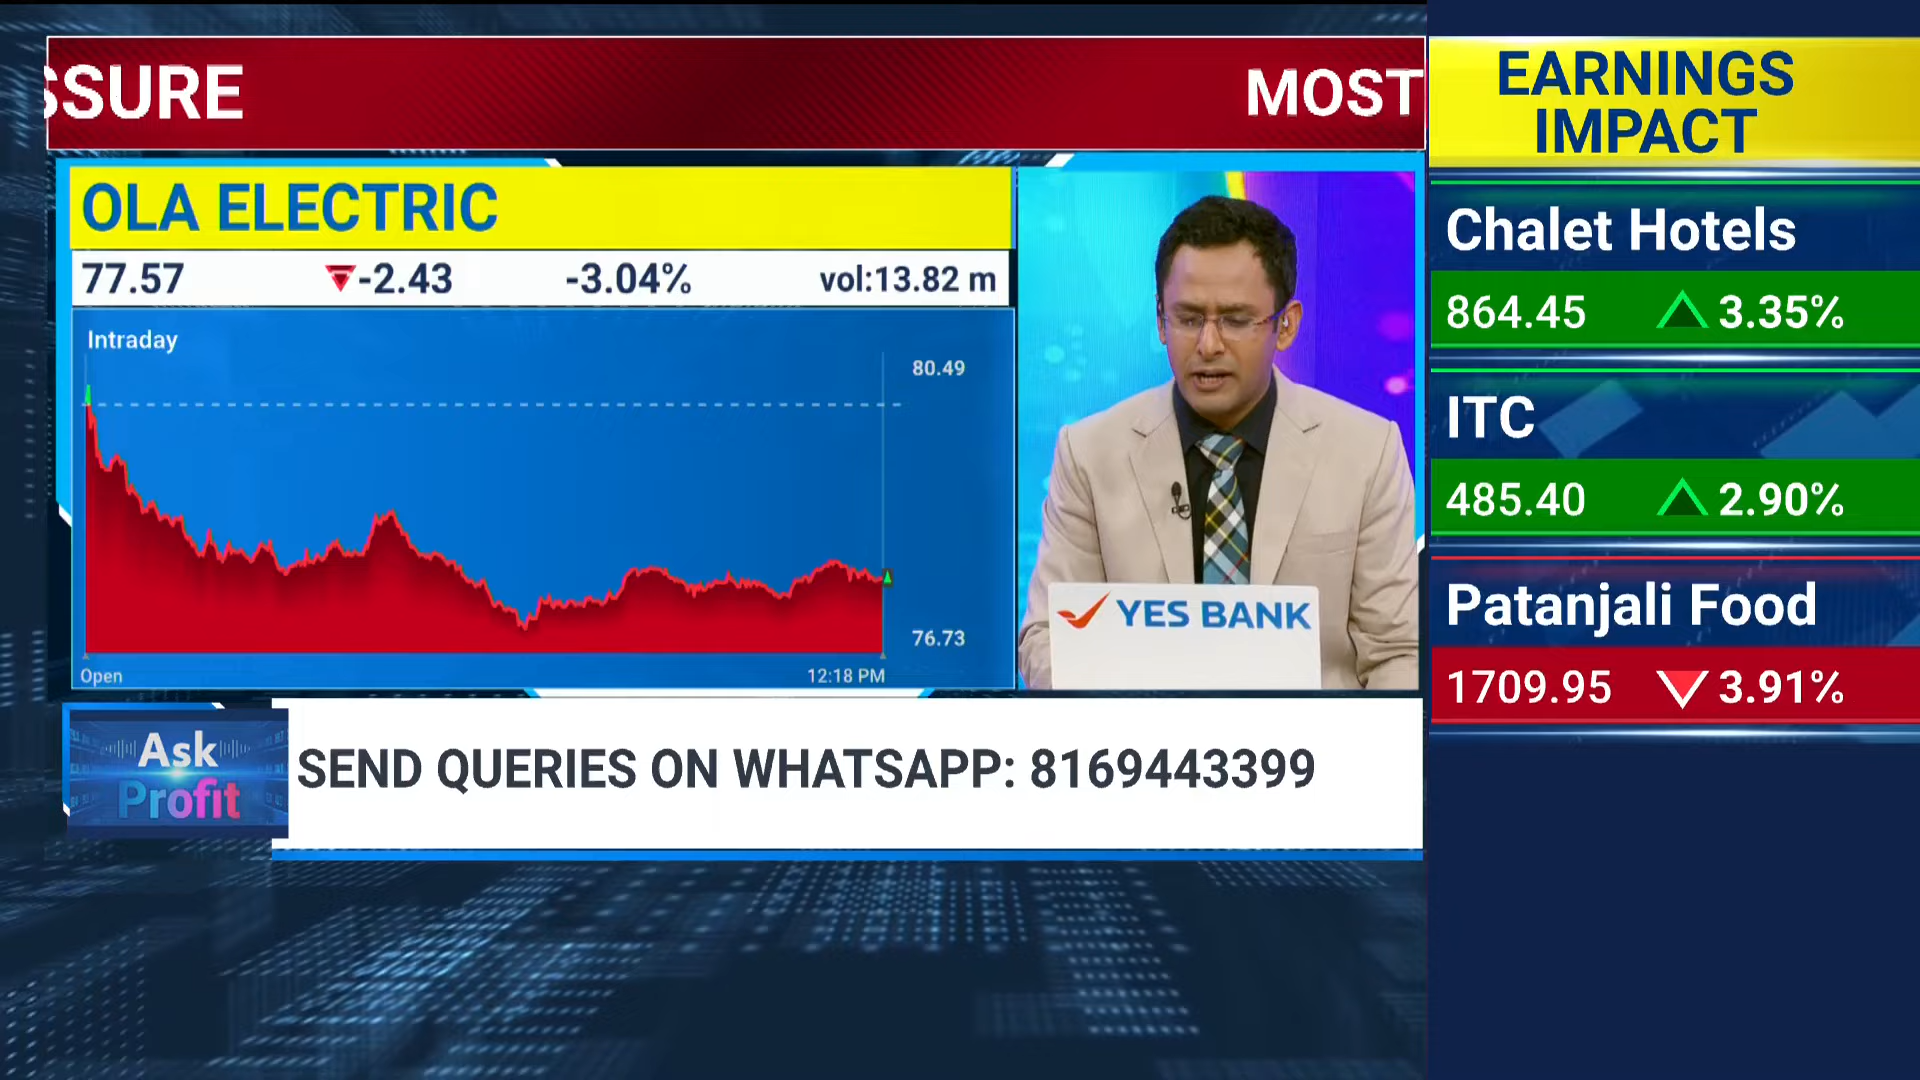 SSURE MOST
OLA ELECTRIC
77.57 -2.43 -3.04% vol:13.82 m
Intraday
80.49
76.73
Open 12:18 PM
YES BANK
Ask
Profit
SEND QUERIES ON WHATSAPP: 8169443399
EARNINGS
IMPACT
Chalet Hotels
864.45 3.35%
ITC
485.40 2.90%
Patanjali Food
1709.95 3.91%